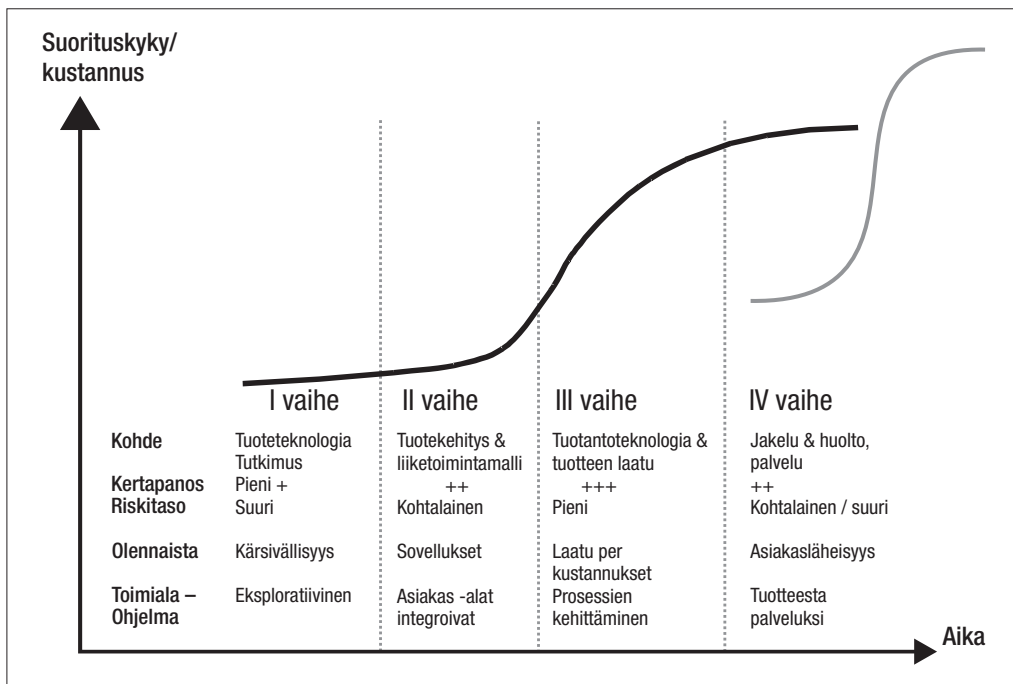 Suorituskyky/
kustannus
I vaihe II vaihe III vaihe IV vaihe
Kohde Tuoteteknologia Tuotekehitys & Tuotantoteknologia & Jakelu & huolto,
Tutkimus liiketoimintamalli tuotteen laatu palvelu
Kertapanos Pieni + ++ +++ ++
Riskitaso Suuri Kohtalainen Pieni Kohtalainen / suuri
Olennaista Kärsivällisyys Sovellukset Laatu per Asiakasläheisyys
kustannukset
Toimiala – Eksploratiivinen Asiakas -alat Prosessien Tuotteesta
Ohjelma integroivat kehittäminen palveluksi
Aika